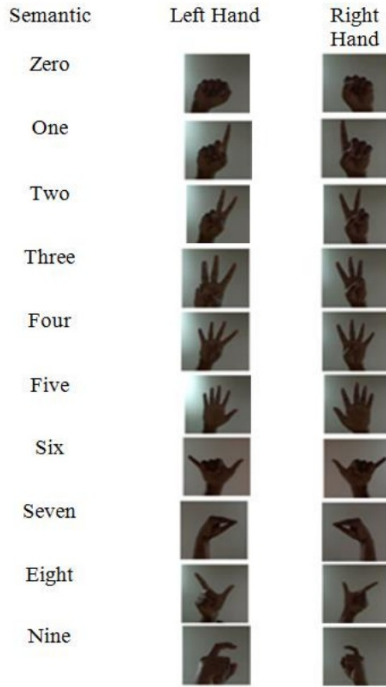 Semantic Left Hand Right
Hand
Zero
One
Two
Three
Four
Five
Six
Seven
Eight
Nine